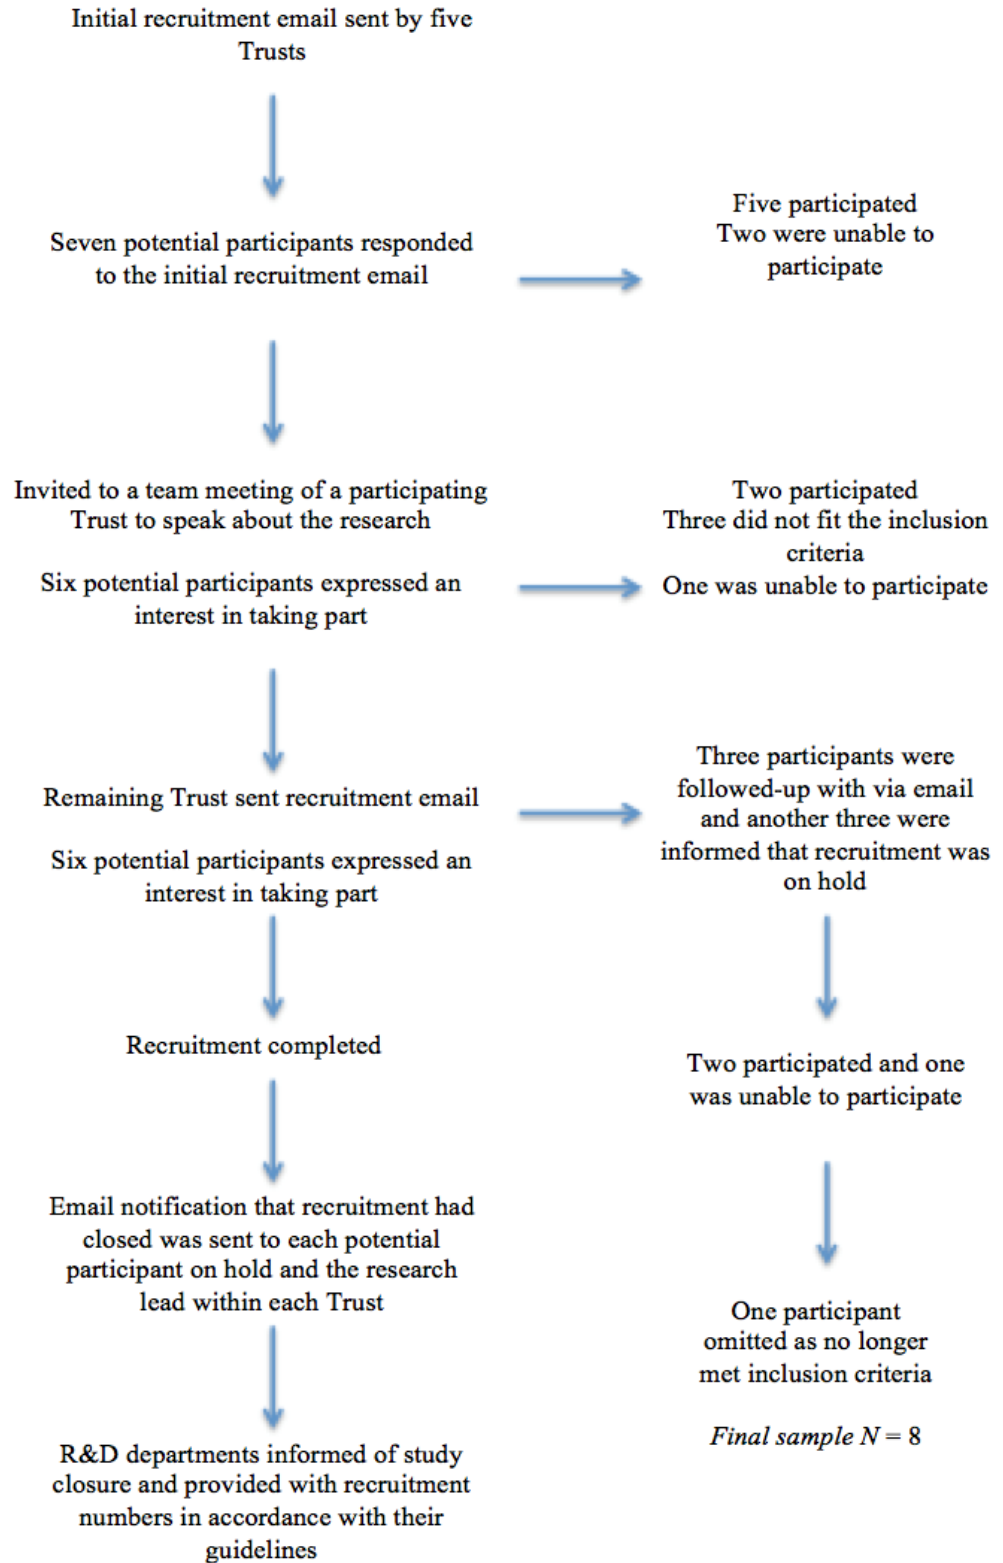 Initial recruitment email sent by five
Trusts
Seven potential participants responded
to the initial recruitment email
Five participated
Two were unable to
participate
Invited to a team meeting of a participating
Trust to speak about the research
Six potential participants expressed an
interest in taking part
Two participated
Three did not fit the inclusion
criteria
One was unable to participate
Remaining Trust sent recruitment email
Six potential participants expressed an
interest in taking part
Three participants were
followed-up with via email
and another three were
informed that recruitment was
on hold
Recruitment completed
Two participated and one
was unable to participate
Email notification that recruitment had
closed was sent to each potential
participant on hold and the research
lead within each Trust
One participant
omitted as no longer
met inclusion criteria
Final sample N = 8
R&D departments informed of study
closure and provided with recruitment
numbers in accordance with their
guidelines